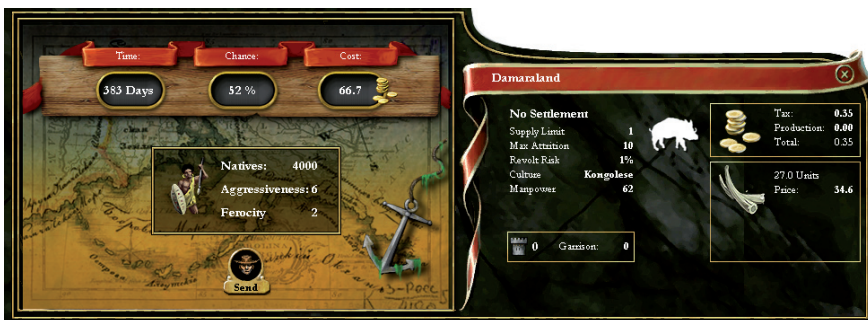 Time:
Chance:
Cost:
383 Days
52 %
66.7
Natives: 4000
Aggressiveness: 6
Ferocity 2
Send
Damaraland
No Settlement
Supply Limit 1
Max Attrition 10
Revolt Risk 1%
Culture Kongolese
Manpower 62
0 Garrison: 0
Tax: 0.35
Production: 0.00
Total: 0.35
27.0 Units
Price: 34.6